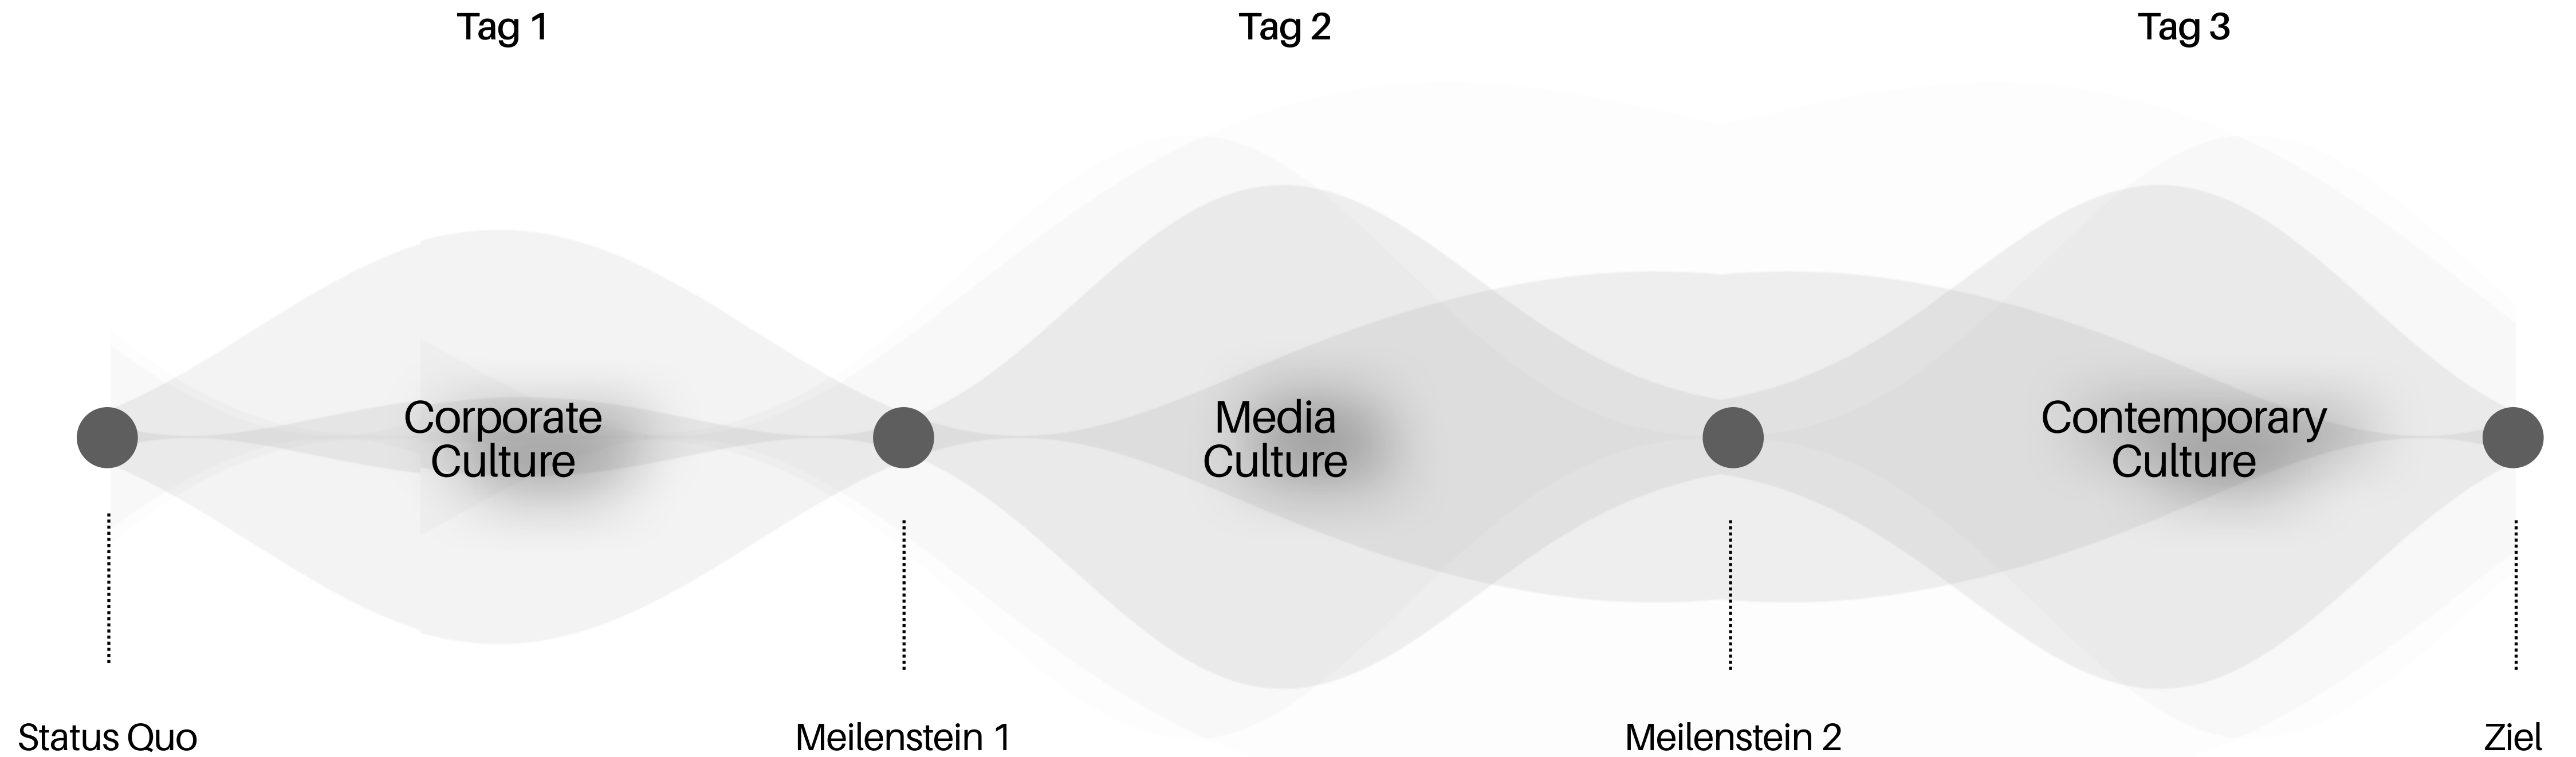 Tag 1
Tag 2
Tag 3
Corporate
Culture
Media
Culture
Contemporary
Culture
Status Quo
Meilenstein 1
Meilenstein 2
Ziel